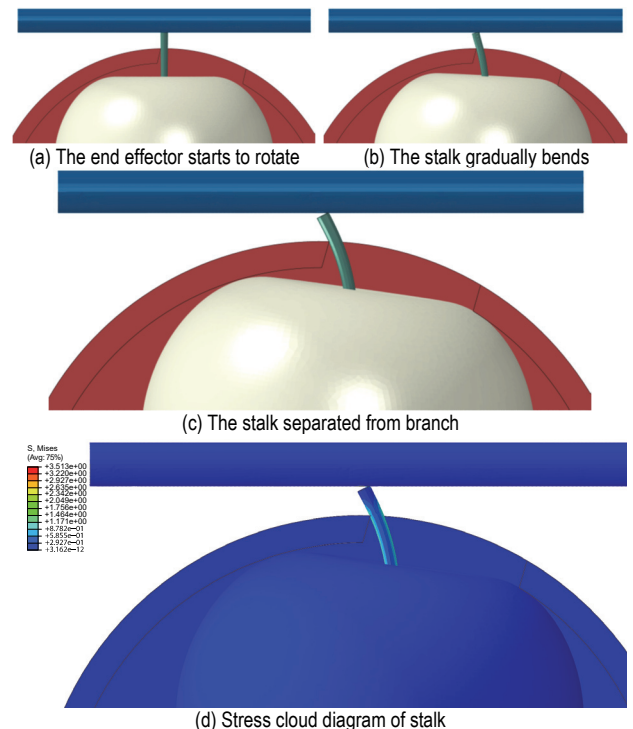 (a) The end effector starts to rotate
(b) The stalk gradually bends
(c) The stalk separated from branch
S, Mises
(Avg: 75%)
+3.513e+00
+3.220e+00
+2.927e+00
+2.635e+00
+2.342e+00
+2.049e+00
+1.756e+00
+1.464e+00
+1.171e+00
+8.782e−01
+5.855e−01
+2.927e−01
+3.162e−12
(d) Stress cloud diagram of stalk